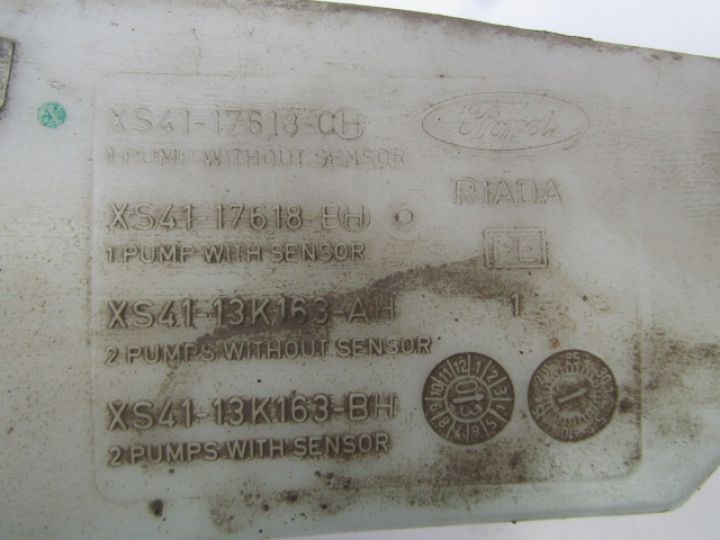 XS41-17618-CH
1 PUMP WITHOUT SENSOR
Ford
RIADA
XS41-17618-BH
1 PUMP WITH SENSOR
PE
XS41-13K163-AH
1
2 PUMPS WITHOUT SENSOR
XS41-13K163-BH
2 PUMPS WITH SENSOR